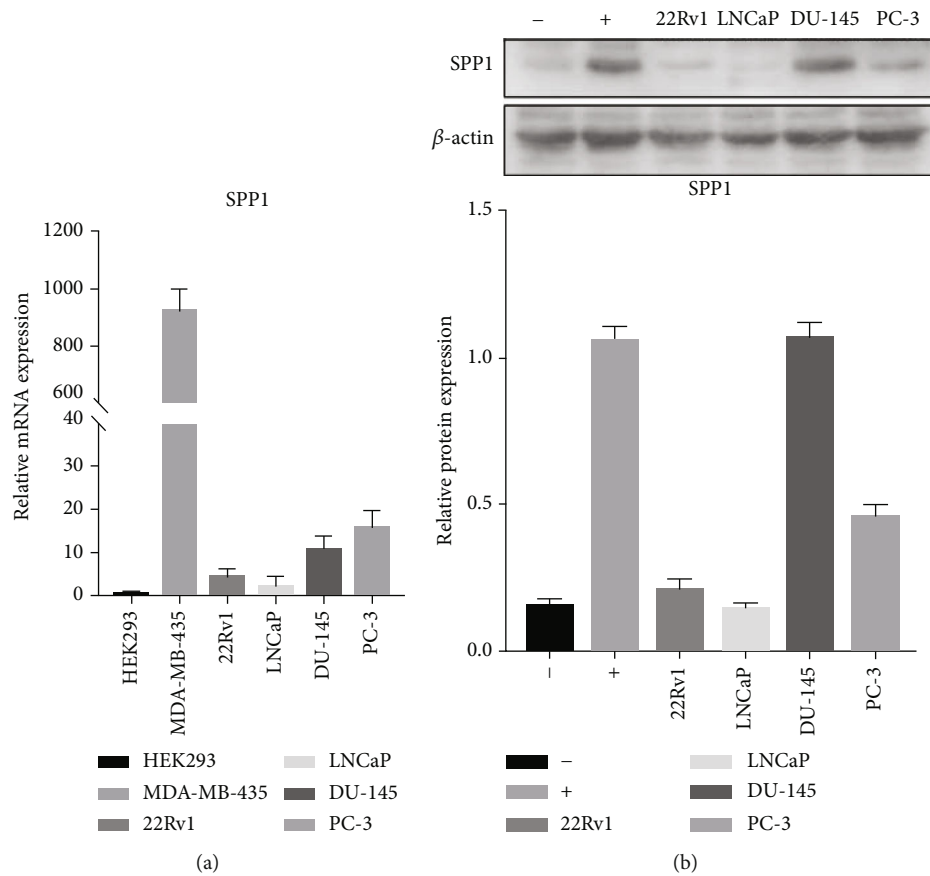 − + 22Rv1 LNCaP DU-145 PC-3
SPP1
β-actin
SPP1
Relative mRNA expression
1200
1000
800
600
40
30
20
10
0
HEK293
MDA-MB-435
22Rv1
LNCaP
DU-145
PC-3
HEK293
MDA-MB-435
22Rv1
LNCaP
DU-145
PC-3
(a)
SPP1
Relative protein expression
1.5
1.0
0.5
0.0
−
+
22Rv1
LNCaP
DU-145
PC-3
−
+
22Rv1
LNCaP
DU-145
PC-3
(b)